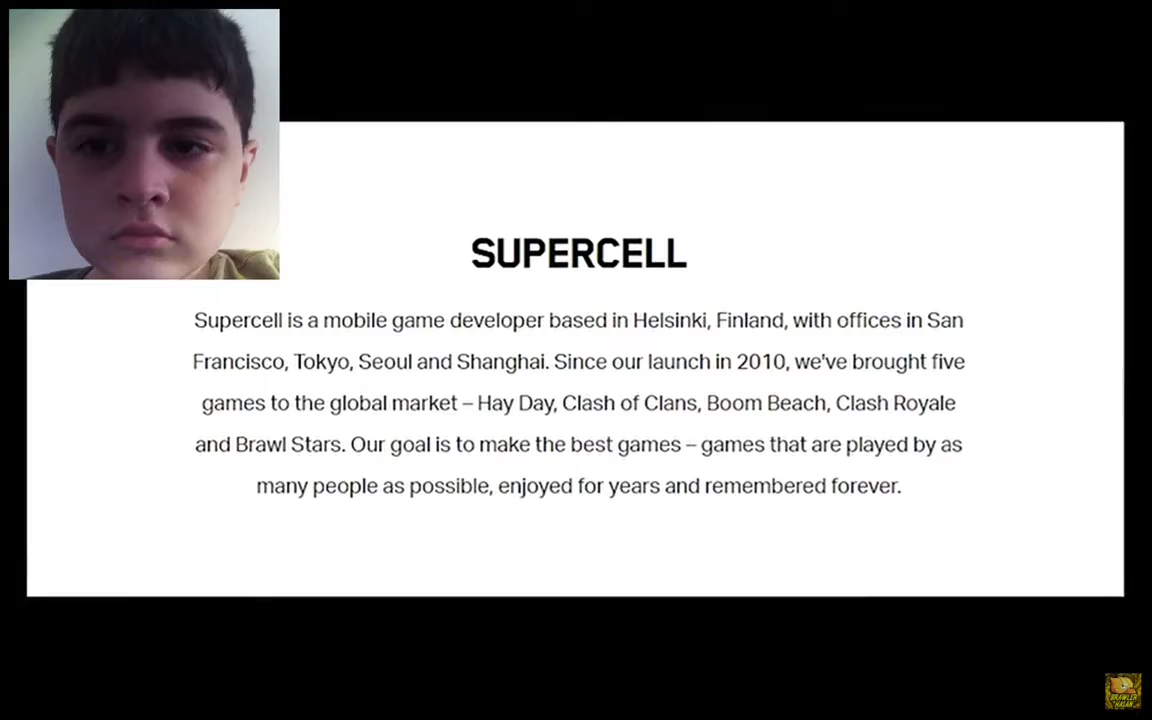 SUPERCELL
Supercell is a mobile game developer based in Helsinki, Finland, with offices in San
Francisco, Tokyo, Seoul and Shanghai. Since our launch in 2010, we've brought five
games to the global market – Hay Day, Clash of Clans, Boom Beach, Clash Royale
and Brawl Stars. Our goal is to make the best games – games that are played by as
many people as possible, enjoyed for years and remembered forever.
BRAWLER